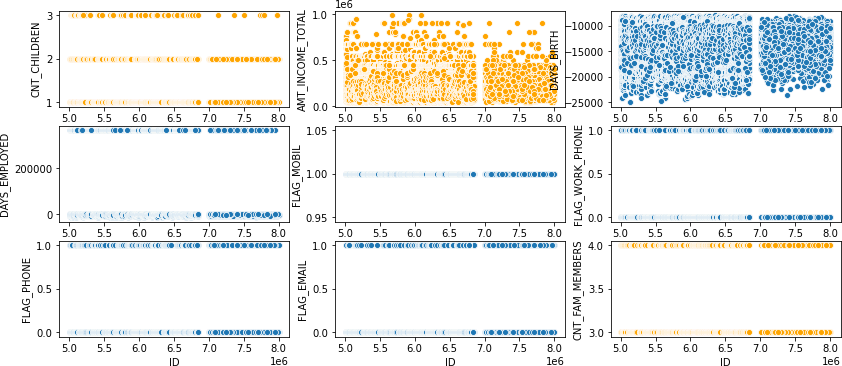 CNT_CHILDREN
3
2
1
5.0 5.5 6.0 6.5 7.0 7.5 8.0
1e6
AMT_INCOME_TOTAL
1.0
0.5
0.0
5.0 5.5 6.0 6.5 7.0 7.5 8.0
DAYS_BIRTH
−10000
−15000
−20000
−25000
5.0 5.5 6.0 6.5 7.0 7.5 8.0
DAYS_EMPLOYED
200000
0
5.0 5.5 6.0 6.5 7.0 7.5 8.0
FLAG_MOBIL
1.05
1.00
0.95
5.0 5.5 6.0 6.5 7.0 7.5 8.0
FLAG_WORK_PHONE
1.0
0.5
0.0
5.0 5.5 6.0 6.5 7.0 7.5 8.0
FLAG_PHONE
1.0
0.5
0.0
5.0 5.5 6.0 6.5 7.0 7.5 8.0
ID
1e6
FLAG_EMAIL
1.0
0.5
0.0
5.0 5.5 6.0 6.5 7.0 7.5 8.0
ID
1e6
CNT_FAM_MEMBERS
4.0
3.5
3.0
5.0 5.5 6.0 6.5 7.0 7.5 8.0
ID
1e6